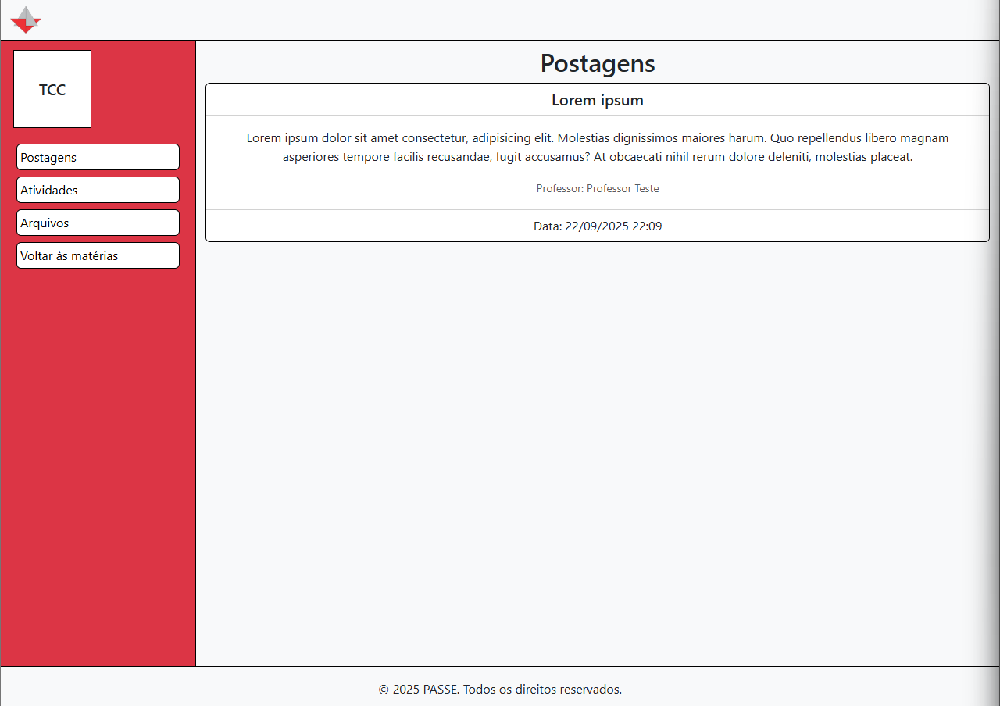 TCC
Postagens
Atividades
Arquivos
Voltar às matérias
Postagens
Lorem ipsum
Lorem ipsum dolor sit amet consectetur, adipisicing elit. Molestias dignissimos maiores harum. Quo repellendus libero magnam
asperiores tempore facilis recusandae, fugit accusamus? At obcaecati nihil rerum dolore deleniti, molestias placeat.
Professor: Professor Teste
Data: 22/09/2025 22:09
© 2025 PASSE. Todos os direitos reservados.